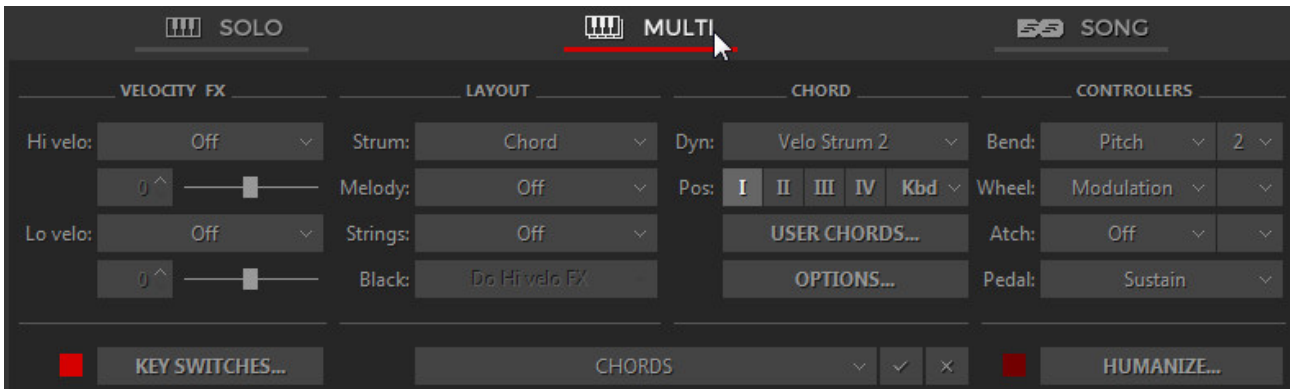 SOLO MULTI SONG
VELOCITY FX LAYOUT CHORD CONTROLLERS
Hi velo: Off Strum: Chord Dyn: Velo Strum 2 Bend: Pitch 2
0 Melody: Off Pos: I II III IV Kbd Wheel: Modulation
Lo velo: Off Strings: Off USER CHORDS... Atch: Off
0 Black: Do Hi velo FX OPTIONS... Pedal: Sustain
KEY SWITCHES... CHORDS HUMANIZE...